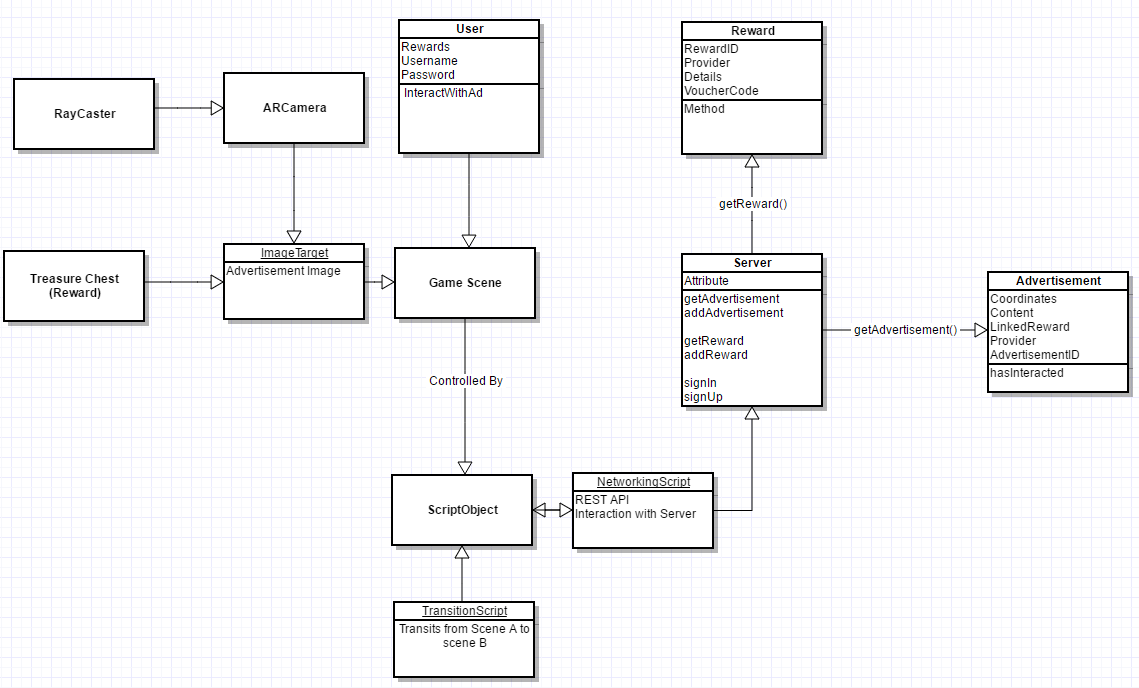 User
Rewards
Username
Password
InteractWithAd
Reward
RewardID
Provider
Details
VoucherCode
Method
RayCaster
ARCamera
getReward()
Treasure Chest
(Reward)
ImageTarget
Advertisement Image
Game Scene
Server
Attribute
getAdvertisement
addAdvertisement
getReward
addReward
signIn
signUp
getAdvertisement()
Advertisement
Coordinates
Content
LinkedReward
Provider
AdvertisementID
hasInteracted
Controlled By
ScriptObject
NetworkingScript
REST API
Interaction with Server
TransitionScript
Transits from Scene A to
scene B